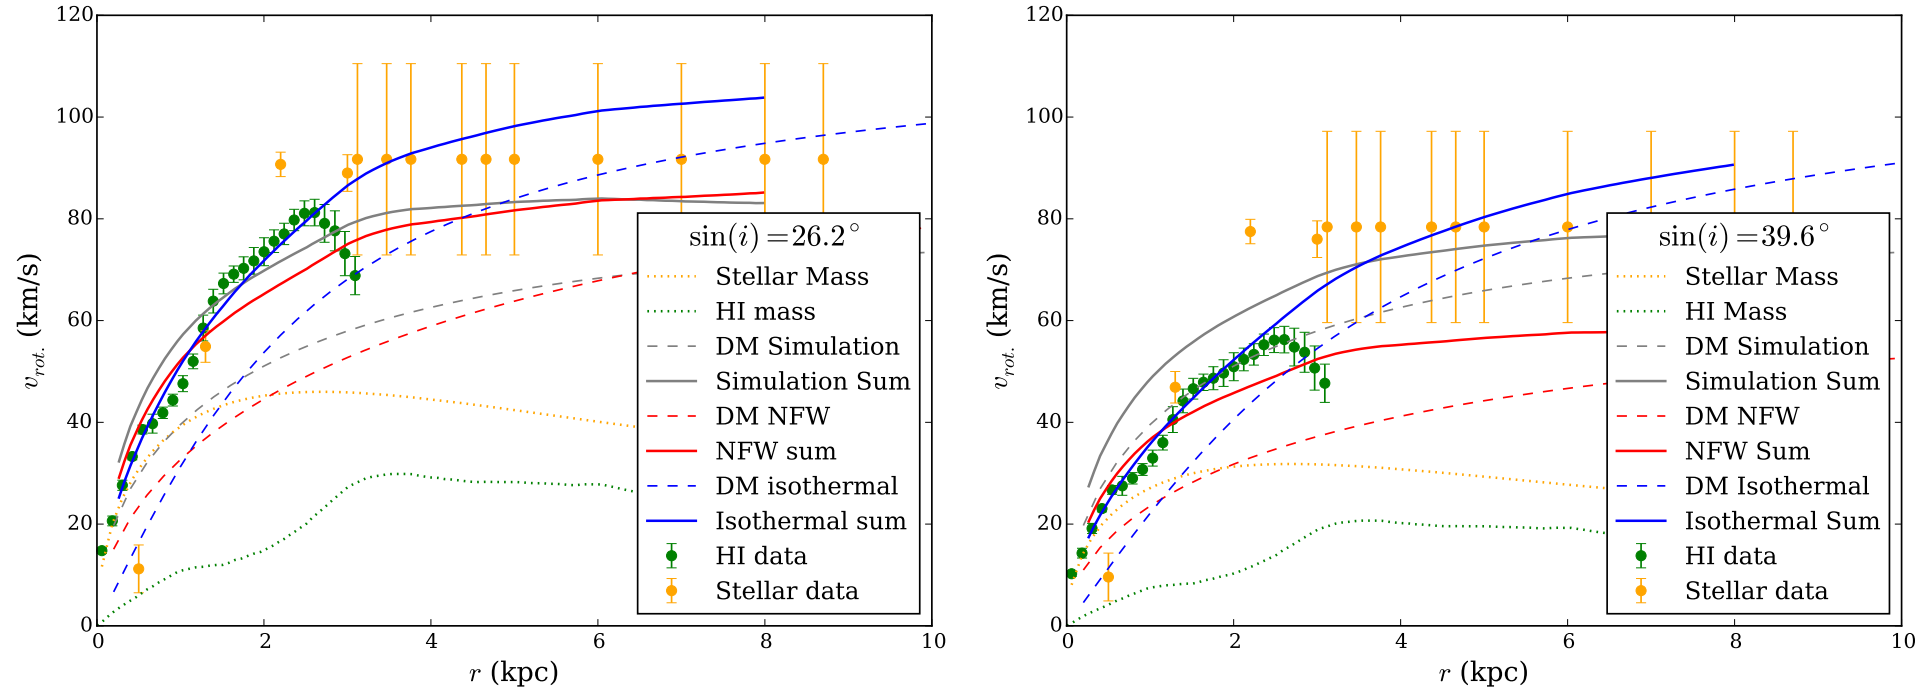 120
100
80
60
40
20
0
0 2 4 6 8 10
r (kpc)
v_rot. (km/s)
sin(i)=26.2°
Stellar Mass
HI mass
DM Simulation
Simulation Sum
DM NFW
NFW sum
DM isothermal
Isothermal sum
HI data
Stellar data
120
100
80
60
40
20
0
0 2 4 6 8 10
r (kpc)
v_rot. (km/s)
sin(i)=39.6°
Stellar Mass
HI Mass
DM Simulation
Simulation Sum
DM NFW
NFW Sum
DM Isothermal
Isothermal Sum
HI data
Stellar data